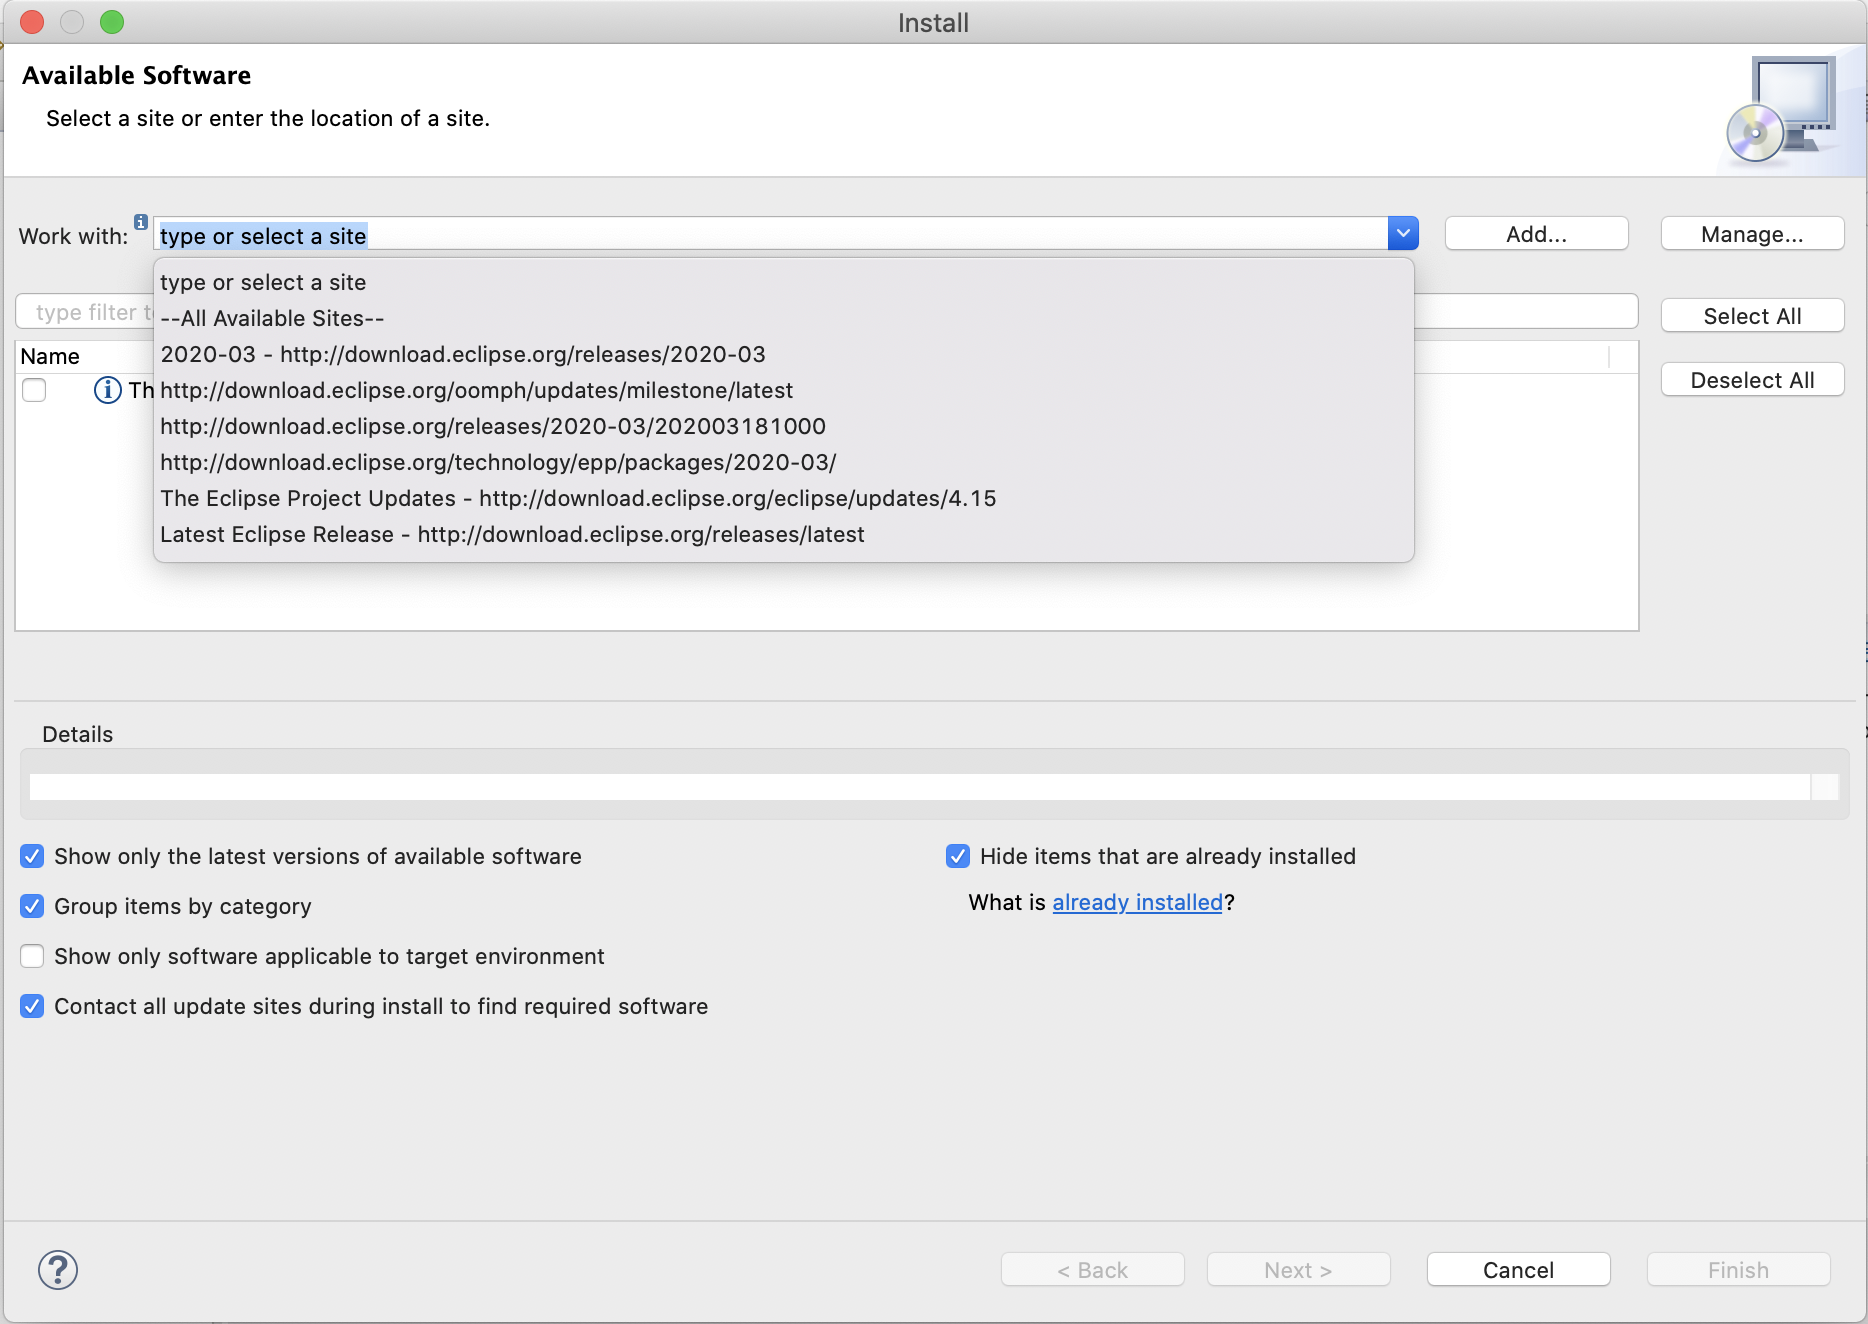 Install
Available Software
Select a site or enter the location of a site.
Work with: type or select a site Add... Manage...
type or select a site
--All Available Sites--
2020-03 - http://download.eclipse.org/releases/2020-03
http://download.eclipse.org/oomph/updates/milestone/latest
http://download.eclipse.org/releases/2020-03/202003181000
http://download.eclipse.org/technology/epp/packages/2020-03/
The Eclipse Project Updates - http://download.eclipse.org/eclipse/updates/4.15
Latest Eclipse Release - http://download.eclipse.org/releases/latest
type filter Select All
Name
Deselect All
Details
Show only the latest versions of available software
Hide items that are already installed
Group items by category
What is already installed?
Show only software applicable to target environment
Contact all update sites during install to find required software
? < Back Next > Cancel Finish